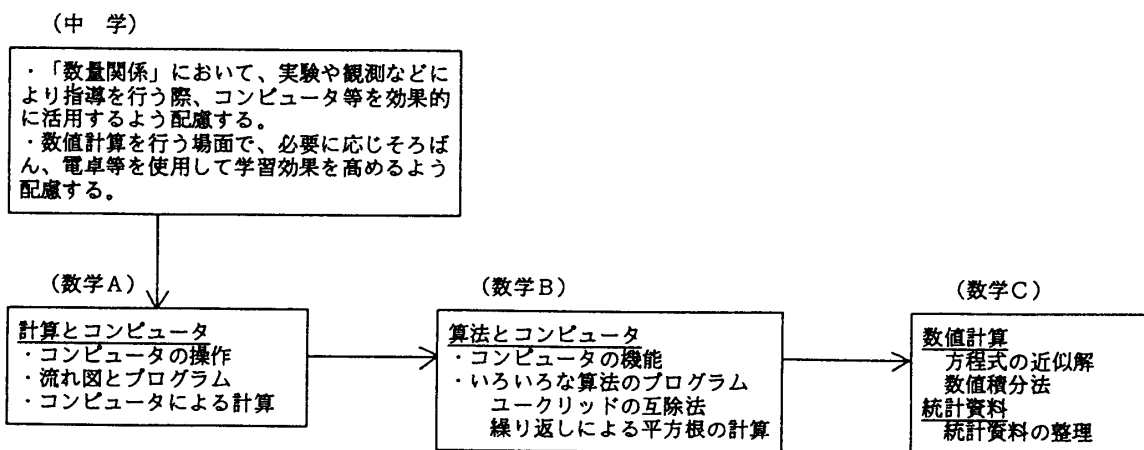 （中　学）
・「数量関係」において、実験や観測などに
より指導を行う際、コンピュータ等を効果的
に活用するよう配慮する。
・数値計算を行う場面で、必要に応じそろば
ん、電卓等を使用して学習効果を高めるよう
配慮する。
（数学Ａ）
計算とコンピュータ
・コンピュータの操作
・流れ図とプログラム
・コンピュータによる計算
（数学Ｂ）
算法とコンピュータ
・コンピュータの機能
・いろいろな算法のプログラム
ユークリッドの互除法
繰り返しによる平方根の計算
（数学Ｃ）
数値計算
方程式の近似解
数値積分法
統計資料
統計資料の整理